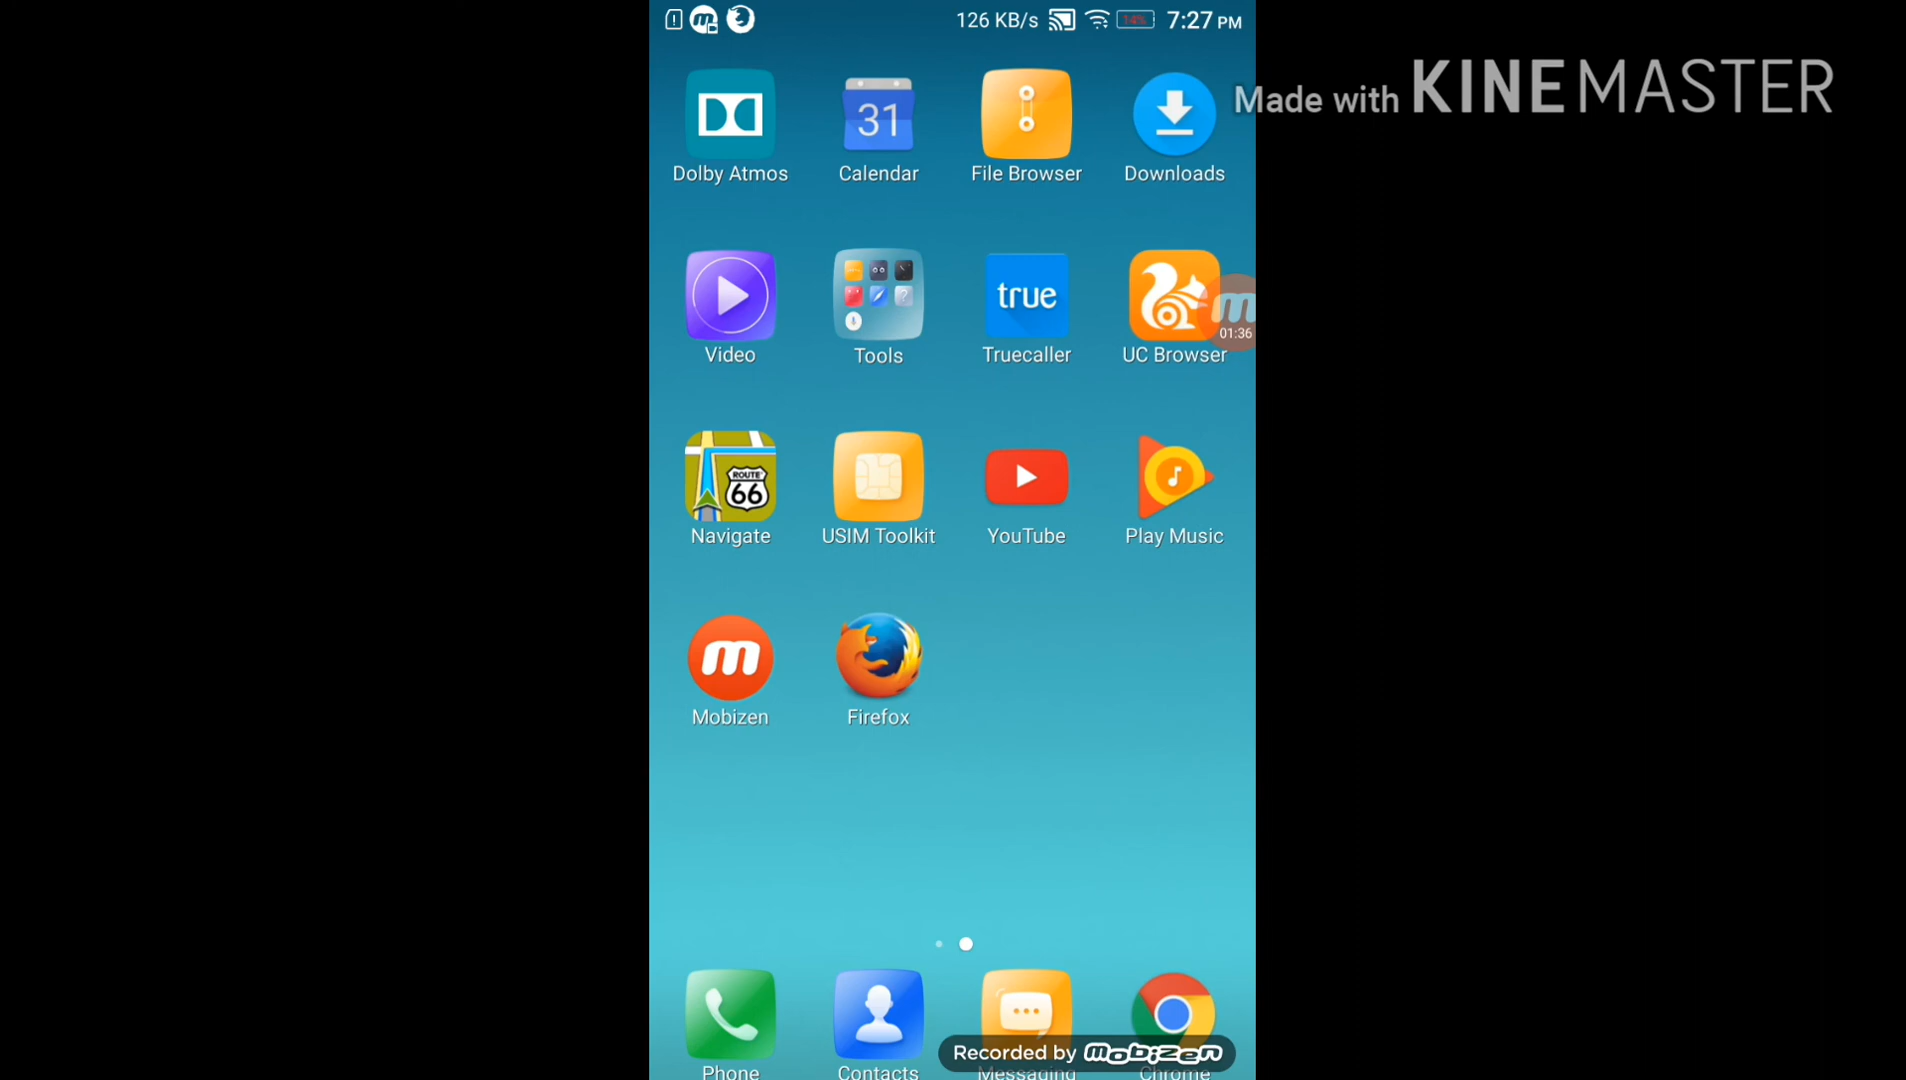 126 KB/s 14% 7:27 PM
Made with KINEMASTER
31
Dolby Atmos Calendar File Browser Downloads
true
01:36
Video Tools Truecaller UC Browser
ROUTE
66
Navigate USIM Toolkit YouTube Play Music
m
Mobizen Firefox
Recorded by mobizen
Phone Contacts Messaging Chrome